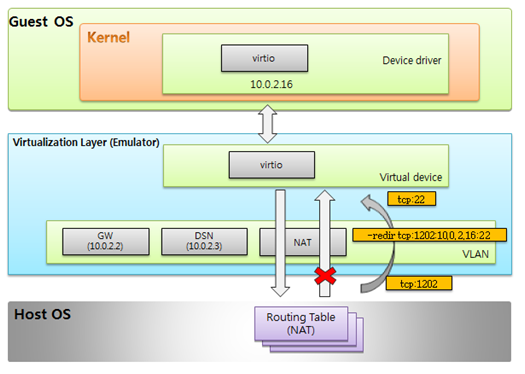 Guest OS
Kernel
virtio
Device driver
10.0.2.16
Virtualization Layer (Emulator)
virtio
Virtual device
tcp:22
GW
(10.0.2.2)
DSN
(10.0.2.3)
NAT
-redir tcp:1202:10,0,2,16:22
VLAN
tcp:1202
Host OS
Routing Table
(NAT)